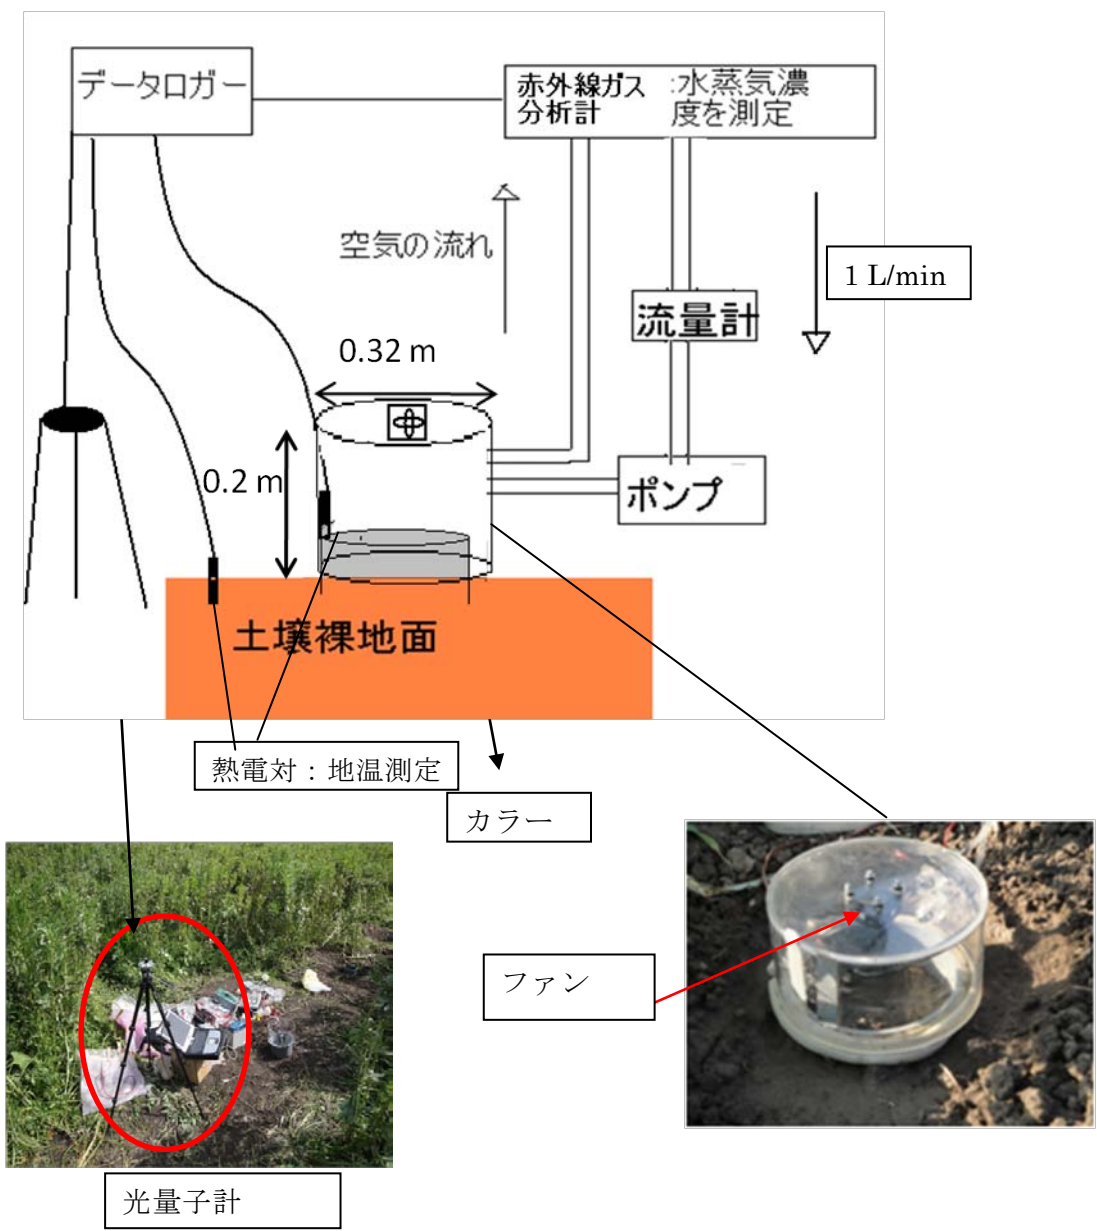 データロガー
赤外線ガス
分析計
:水蒸気濃
度を測定
空気の流れ
1 L/min
流量計
0.32 m
0.2 m
ポンプ
土壌裸地面
熱電対：地温測定
カラー
ファン
光量子計